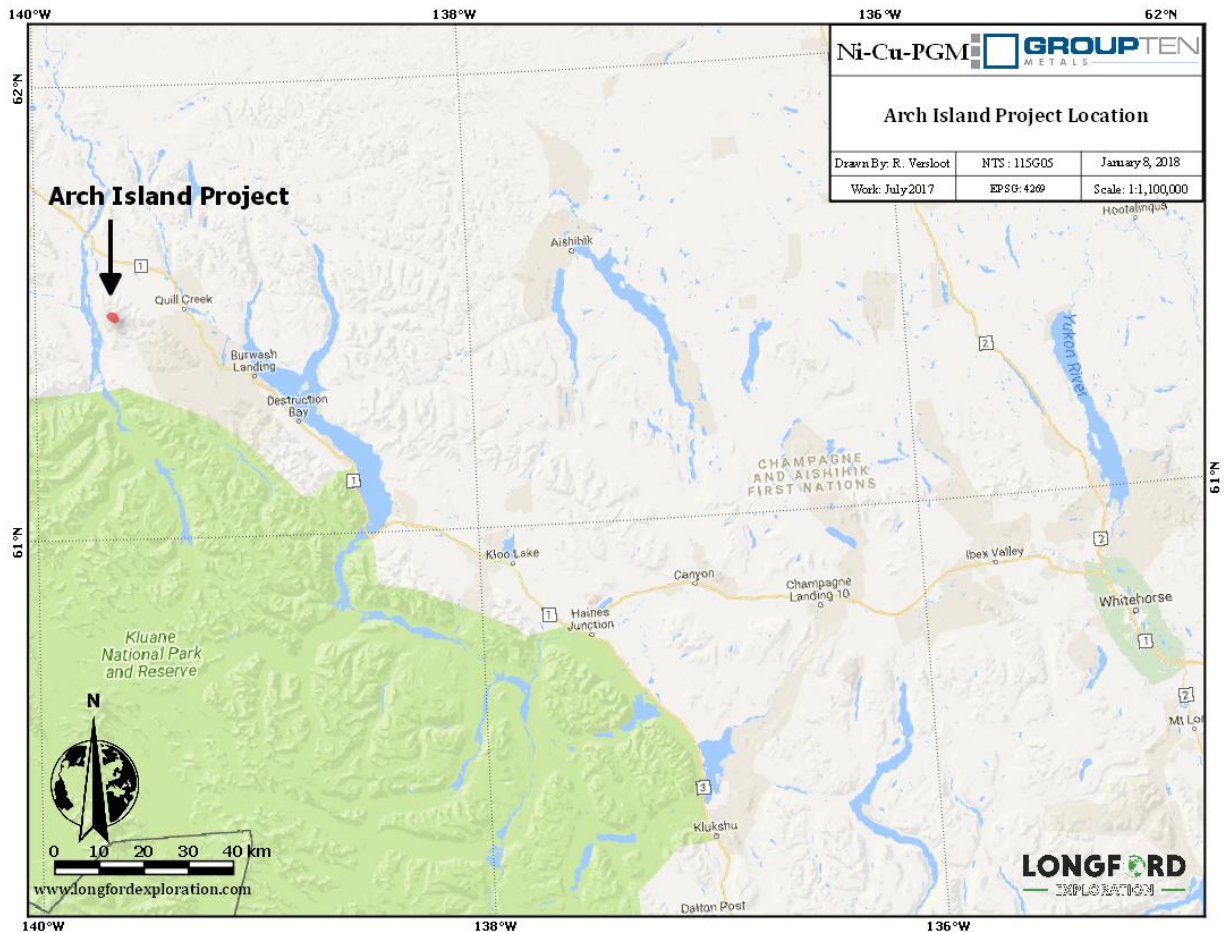 140°W
138°W
136°W
62°N
Ni-Cu-PGM
GROUPTEN
METALS
Arch Island Project Location
Drawn By: R. Versloot
NTS : 115G05
January 8, 2018
Work: July 2017
EPSG: 4269
Scale: 1:1,100,000
62°N
Arch Island Project
Hootalinqua
Aishihik
1
Quill Creek
2
Yukon River
Burwash
Landing
Destruction
Bay
CHAMPAGNE
AND AISHIHIK
FIRST NATIONS
1
61°N
61°N
2
Kloo Lake
Ibex Valley
Canyon
Champagne
Landing 10
1
Haines
Junction
Whitehorse
1
Kluane
National Park
and Reserve
2
Mt Lor
N
3
Klukshu
0 10 20 30 40 km
www.longfordexploration.com
LONGFORD
EXPLORATION
Dalton Post
140°W
138°W
136°W